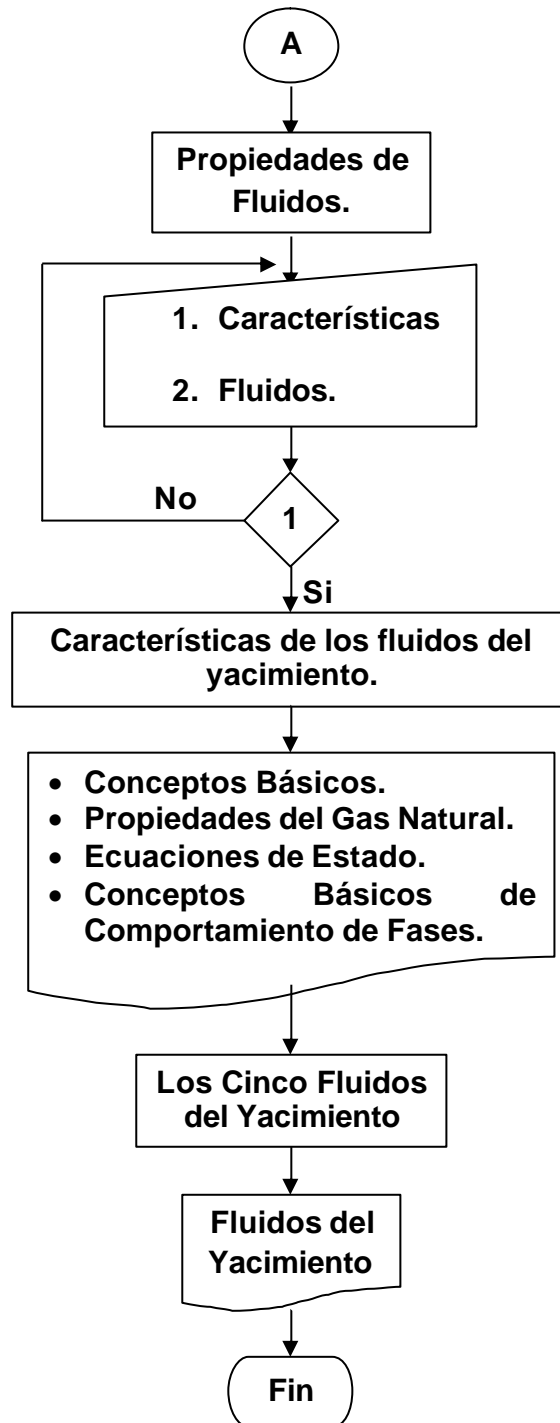 A
Propiedades de
Fluidos.
1. Características
2. Fluidos.
No
1
Si
Características de los fluidos del
yacimiento.
• Conceptos Básicos.
• Propiedades del Gas Natural.
• Ecuaciones de Estado.
• Conceptos Básicos de
Comportamiento de Fases.
Los Cinco Fluidos
del Yacimiento
Fluidos del
Yacimiento
Fin